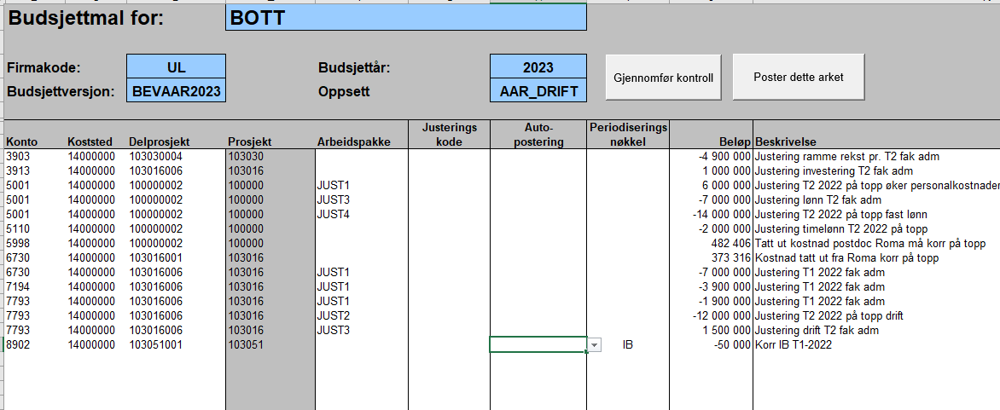 Budsjettmal for: BOTT
Firmakode: UL Budsjettår: 2023
Budsjettversjon: BEVAAR2023 Oppsett AAR_DRIFT
Gjennomfør kontroll Poster dette arket
Justerings Auto- Periodiserings
Konto Koststed Delprosjekt Prosjekt Arbeidspakke kode postering nøkkel Beløp Beskrivelse
3903 14000000 103030004 103030 -4 900 000 Justering ramme rekst pr. T2 fak adm
3913 14000000 103016006 103016 1 000 000 Justering investering T2 fak adm
5001 14000000 100000002 100000 JUST1 6 000 000 Justering T2 2022 på topp øker personalkostnader
5001 14000000 100000002 100000 JUST3 -7 000 000 Justering lønn T2 fak adm
5001 14000000 100000002 100000 JUST4 -14 000 000 Justering T2 2022 på topp fast lønn
5110 14000000 100000002 100000 -2 000 000 Justering timelønn T2 2022 på topp
5998 14000000 100000002 100000 482 406 Tatt ut kostnad postdoc Roma må korr på topp
6730 14000000 103016001 103016 373 316 Kostnad tatt ut fra Roma korr på topp
6730 14000000 103016006 103016 JUST1 -7 000 000 Justering T1 2022 fak adm
7194 14000000 103016006 103016 JUST1 -3 900 000 Justering T1 2022 fak adm
7793 14000000 103016006 103016 JUST1 -1 900 000 Justering T1 2022 fak adm
7793 14000000 103016006 103016 JUST2 -12 000 000 Justering T2 2022 på topp drift
7793 14000000 103016006 103016 JUST3 1 500 000 Justering drift T2 fak adm
8902 14000000 103051001 103051 IB -50 000 Korr IB T1-2022